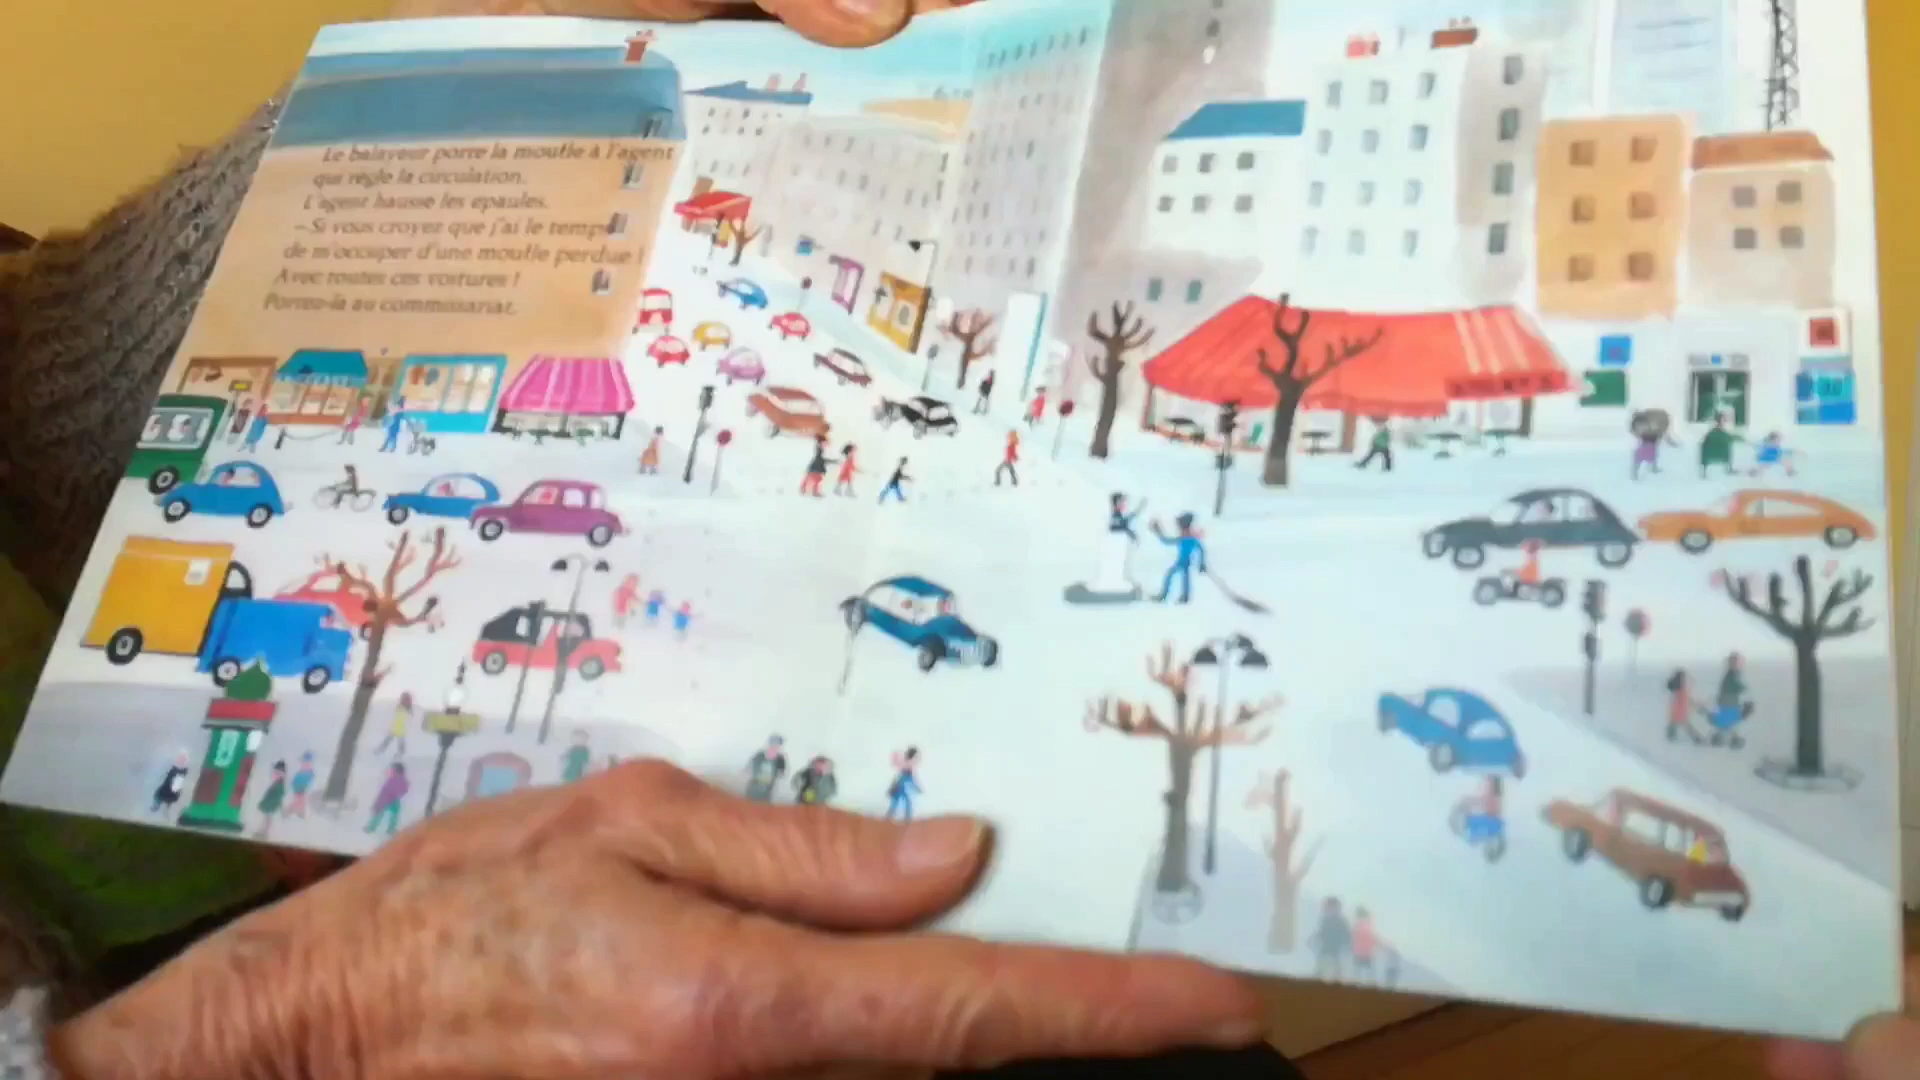 Le balayeur porte la moufle à l'agent
qui règle la circulation.
L'agent hausse les épaules.
– Si vous croyez que j'ai le temps
de m'occuper d'une moufle perdue !
Avec toutes ces voitures !
Portez-la au commissariat.